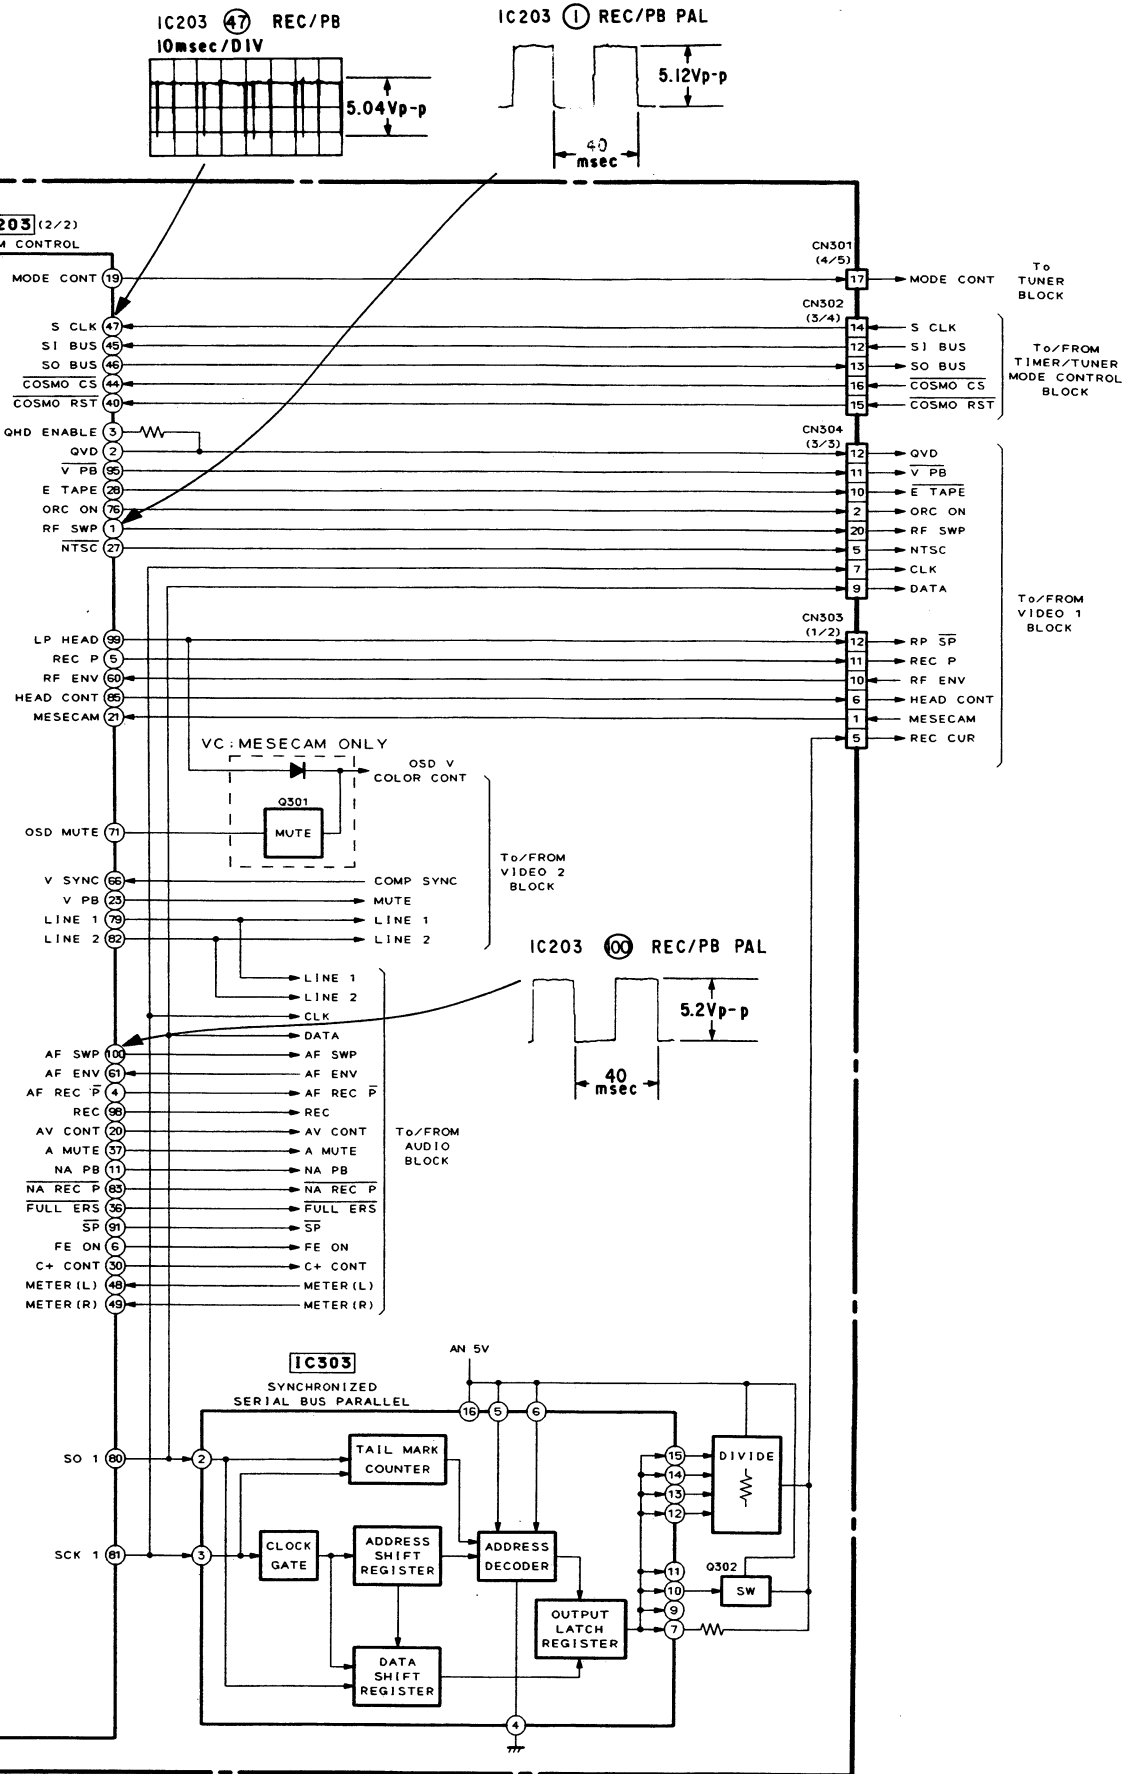 IC203 47 REC/PB
10msec/DIV
5.04Vp-p
IC203 1 REC/PB PAL
5.12Vp-p
40
msec
203 (2/2)
M CONTROL
CN301
(4/5)
MODE CONT 19
17 MODE CONT
To
TUNER
BLOCK
CN302
(3/4)
S CLK 47
14 S CLK
SI BUS 45
12 SI BUS
SO BUS 46
13 SO BUS
COSMO CS 44
16 COSMO CS
COSMO RST 40
15 COSMO RST
To/FROM
TIMER/TUNER
MODE CONTROL
BLOCK
CN304
(3/3)
QHD ENABLE 3
QVD 2
12 QVD
V PB 95
11 V PB
E TAPE 28
10 E TAPE
ORC ON 76
2 ORC ON
RF SWP 1
20 RF SWP
NTSC 27
5 NTSC
7 CLK
9 DATA
To/FROM
VIDEO 1
BLOCK
CN303
(1/2)
LP HEAD 99
12 RP SP
REC P 5
11 REC P
RF ENV 60
10 RF ENV
HEAD CONT 85
6 HEAD CONT
MESECAM 21
1 MESECAM
5 REC CUR
VC:MESECAM ONLY
OSD V
COLOR CONT
Q301
MUTE
OSD MUTE 71
To/FROM
VIDEO 2
BLOCK
V SYNC 66
COMP SYNC
V PB 23
MUTE
LINE 1 79
LINE 1
LINE 2 82
LINE 2
IC203 100 REC/PB PAL
5.2Vp-p
40
msec
LINE 1
LINE 2
CLK
DATA
AF SWP 100
AF SWP
AF ENV 61
AF ENV
AF REC P 4
AF REC P
REC 98
REC
AV CONT 20
AV CONT
A MUTE 37
A MUTE
NA PB 11
NA PB
NA REC P 83
NA REC P
FULL ERS 36
FULL ERS
SP 91
SP
FE ON 6
FE ON
C+ CONT 30
C+ CONT
METER(L) 48
METER(L)
METER(R) 49
METER(R)
To/FROM
AUDIO
BLOCK
AN 5V
IC303
SYNCHRONIZED
SERIAL BUS PARALLEL
16 5 6
SO 1 80
2
TAIL MARK
COUNTER
15
14
13
12
DIVIDE
SCK 1 81
3
CLOCK
GATE
ADDRESS
SHIFT
REGISTER
ADDRESS
DECODER
11
10
9
7
Q302
SW
OUTPUT
LATCH
REGISTER
DATA
SHIFT
REGISTER
4